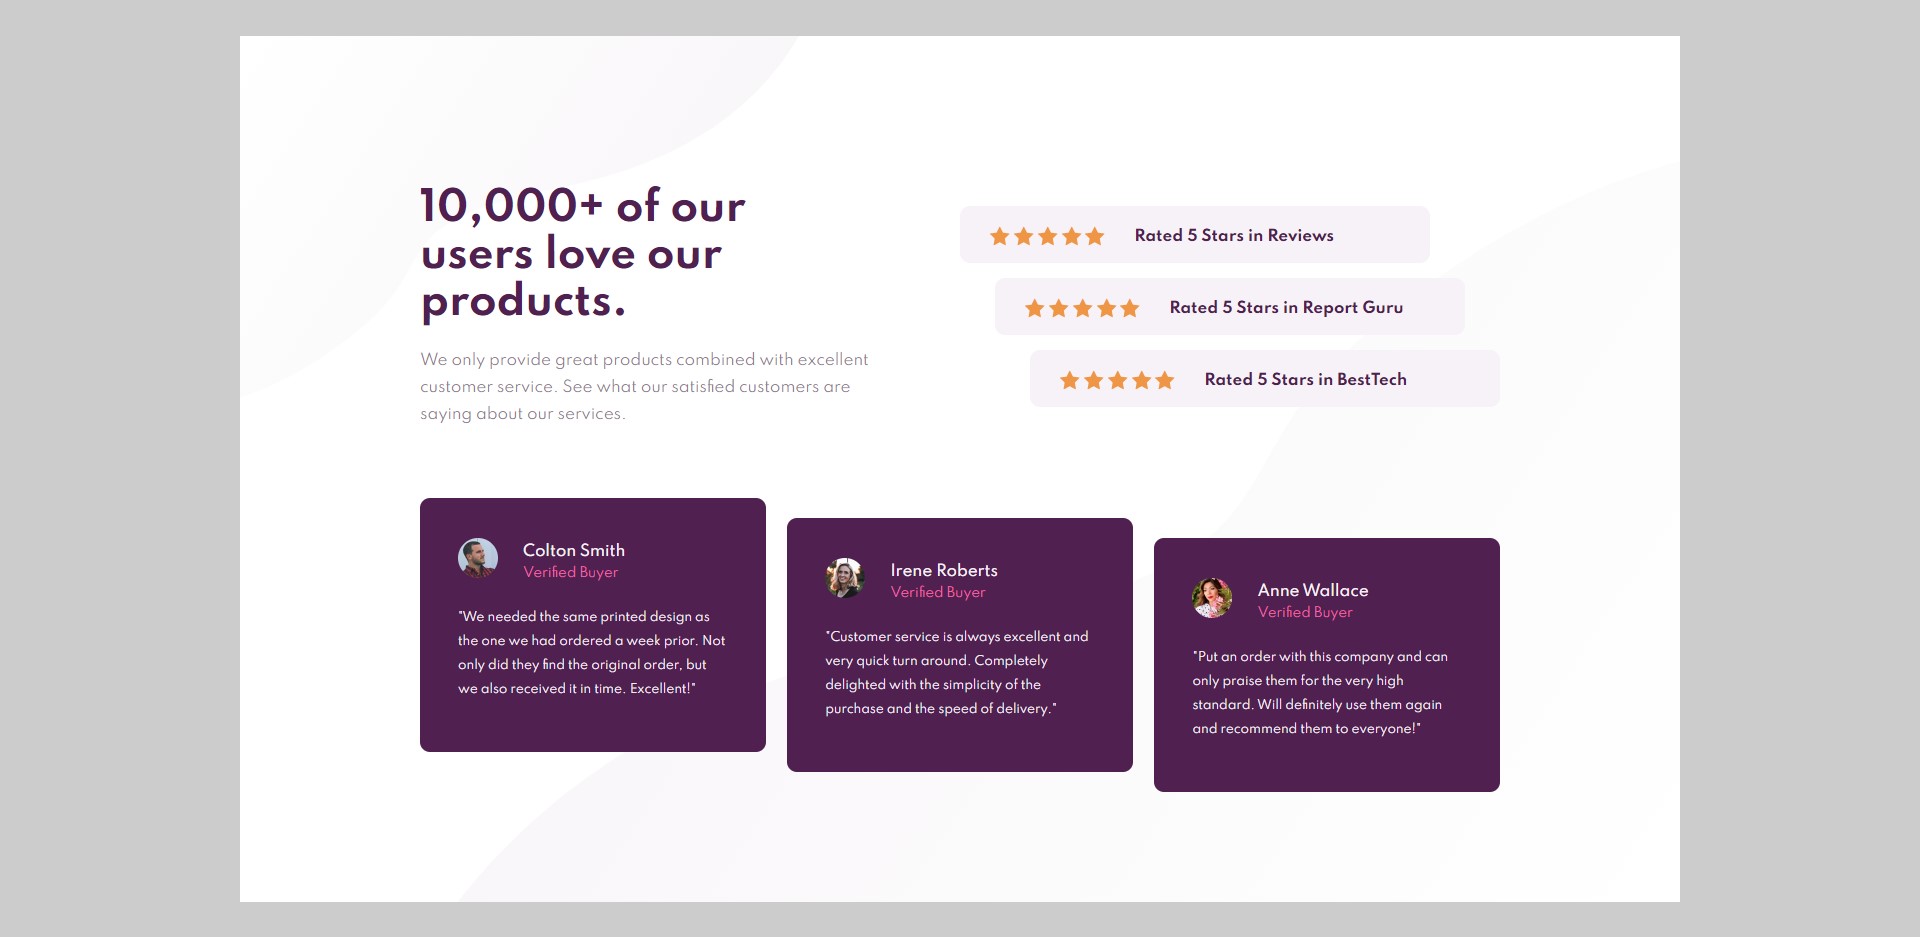 10,000+ of our
users love our
products.
We only provide great products combined with excellent
customer service. See what our satisfied customers are
saying about our services.
Rated 5 Stars in Reviews
Rated 5 Stars in Report Guru
Rated 5 Stars in BestTech
Colton Smith
Verified Buyer
"We needed the same printed design as
the one we had ordered a week prior. Not
only did they find the original order, but
we also received it in time. Excellent!"
Irene Roberts
Verified Buyer
"Customer service is always excellent and
very quick turn around. Completely
delighted with the simplicity of the
purchase and the speed of delivery."
Anne Wallace
Verified Buyer
"Put an order with this company and can
only praise them for the very high
standard. Will definitely use them again
and recommend them to everyone!"